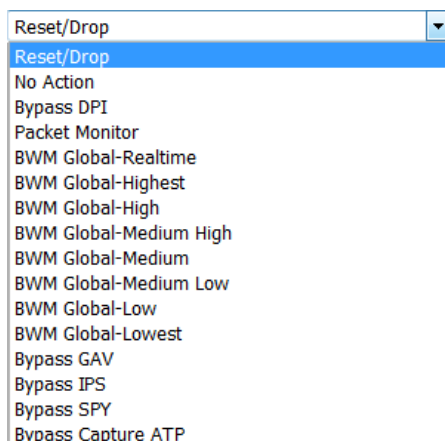 Reset/Drop
Reset/Drop
No Action
Bypass DPI
Packet Monitor
BWM Global-Realtime
BWM Global-Highest
BWM Global-High
BWM Global-Medium High
BWM Global-Medium
BWM Global-Medium Low
BWM Global-Low
BWM Global-Lowest
Bypass GAV
Bypass IPS
Bypass SPY
Bypass Capture ATP